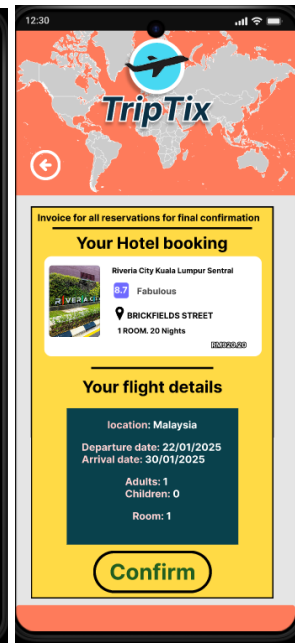 12:30
TripTix
Invoice for all reservations for final confirmation
Your Hotel booking
Riveria City Kuala Lumpur Sentral
8.7 Fabulous
BRICKFIELDS STREET
1 ROOM. 20 Nights
RM920.20
Your flight details
location: Malaysia
Departure date: 22/01/2025
Arrival date: 30/01/2025
Adults: 1
Children: 0
Room: 1
Confirm